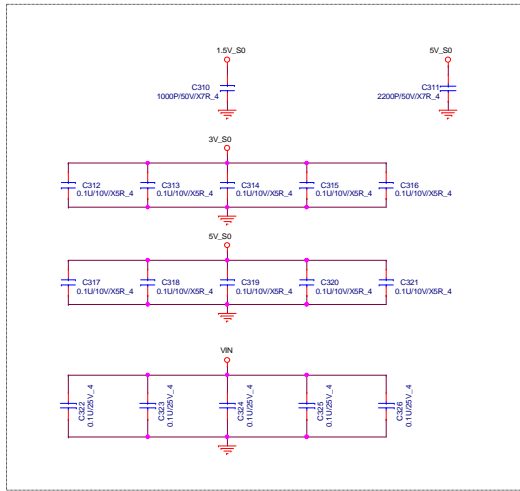 1.5V_S0
5V_S0
C310
1000P/50V/X7R_4
C311
2200P/50V/X7R_4
3V_S0
C312
0.1U/10V/X5R_4
C313
0.1U/10V/X5R_4
C314
0.1U/10V/X5R_4
C315
0.1U/10V/X5R_4
C316
0.1U/10V/X5R_4
5V_S0
C317
0.1U/10V/X5R_4
C318
0.1U/10V/X5R_4
C319
0.1U/10V/X5R_4
C320
0.1U/10V/X5R_4
C321
0.1U/10V/X5R_4
VIN
C322
0.1U/25V_4
C323
0.1U/25V_4
C324
0.1U/25V_4
C325
0.1U/25V_4
C326
0.1U/25V_4